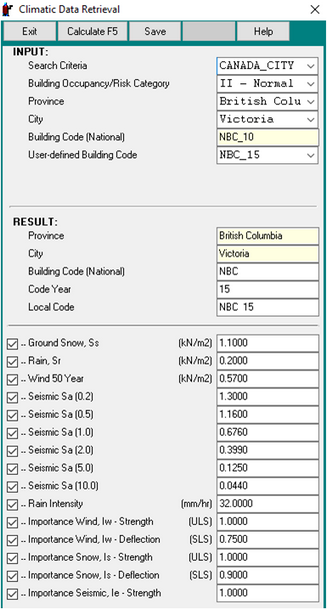 Climatic Data Retrieval
Exit Calculate F5 Save Help
INPUT:
Search Criteria CANADA_CITY
Building Occupancy/Risk Category II - Normal
Province British Colu
City Victoria
Building Code (National) NBC_10
User-defined Building Code NBC_15
RESULT:
Province British Columbia
City Victoria
Building Code (National) NBC
Code Year 15
Local Code NBC 15
.. Ground Snow, Ss (kN/m2) 1.1000
.. Rain, Sr (kN/m2) 0.2000
.. Wind 50 Year (kN/m2) 0.5700
.. Seismic Sa (0.2) 1.3000
.. Seismic Sa (0.5) 1.1600
.. Seismic Sa (1.0) 0.6760
.. Seismic Sa (2.0) 0.3990
.. Seismic Sa (5.0) 0.1250
.. Seismic Sa (10.0) 0.0440
.. Rain Intensity (mm/hr) 32.0000
.. Importance Wind, Iw - Strength (ULS) 1.0000
.. Importance Wind, Iw - Deflection (SLS) 0.7500
.. Importance Snow, Is - Strength (ULS) 1.0000
.. Importance Snow, Is - Deflection (SLS) 0.9000
.. Importance Seismic, Ie - Strength 1.0000